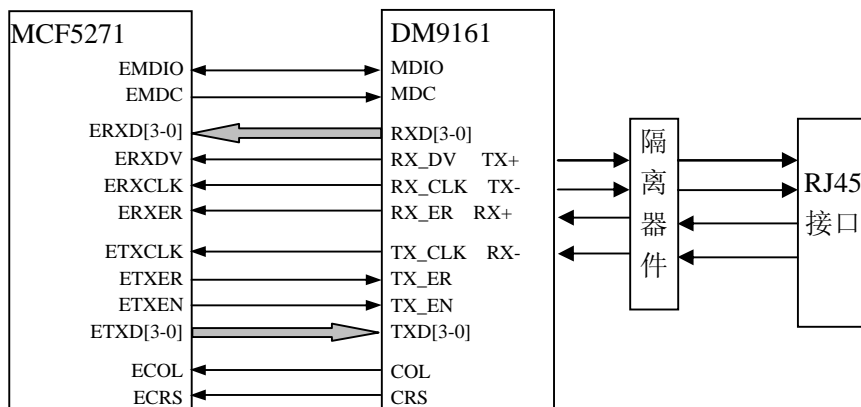 MCF5271
EMDIO
EMDC
ERXD[3-0]
ERXDV
ERXCLK
ERXER
ETXCLK
ETXER
ETXEN
ETXD[3-0]
ECOL
ECRS
DM9161
MDIO
MDC
RXD[3-0]
RX_DV TX+
RX_CLK TX-
RX_ER RX+
TX_CLK RX-
TX_ER
TX_EN
TXD[3-0]
COL
CRS
隔
离
器
件
RJ45
接口